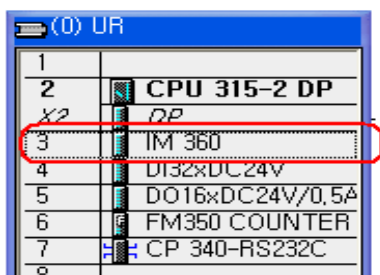 (0) UR
1
2 CPU 315-2 DP
X2 DP
3 IM 360
4 DI32xDC24V
5 DO16xDC24V/0,5A
6 FM350 COUNTER
7 CP 340-RS232C
8